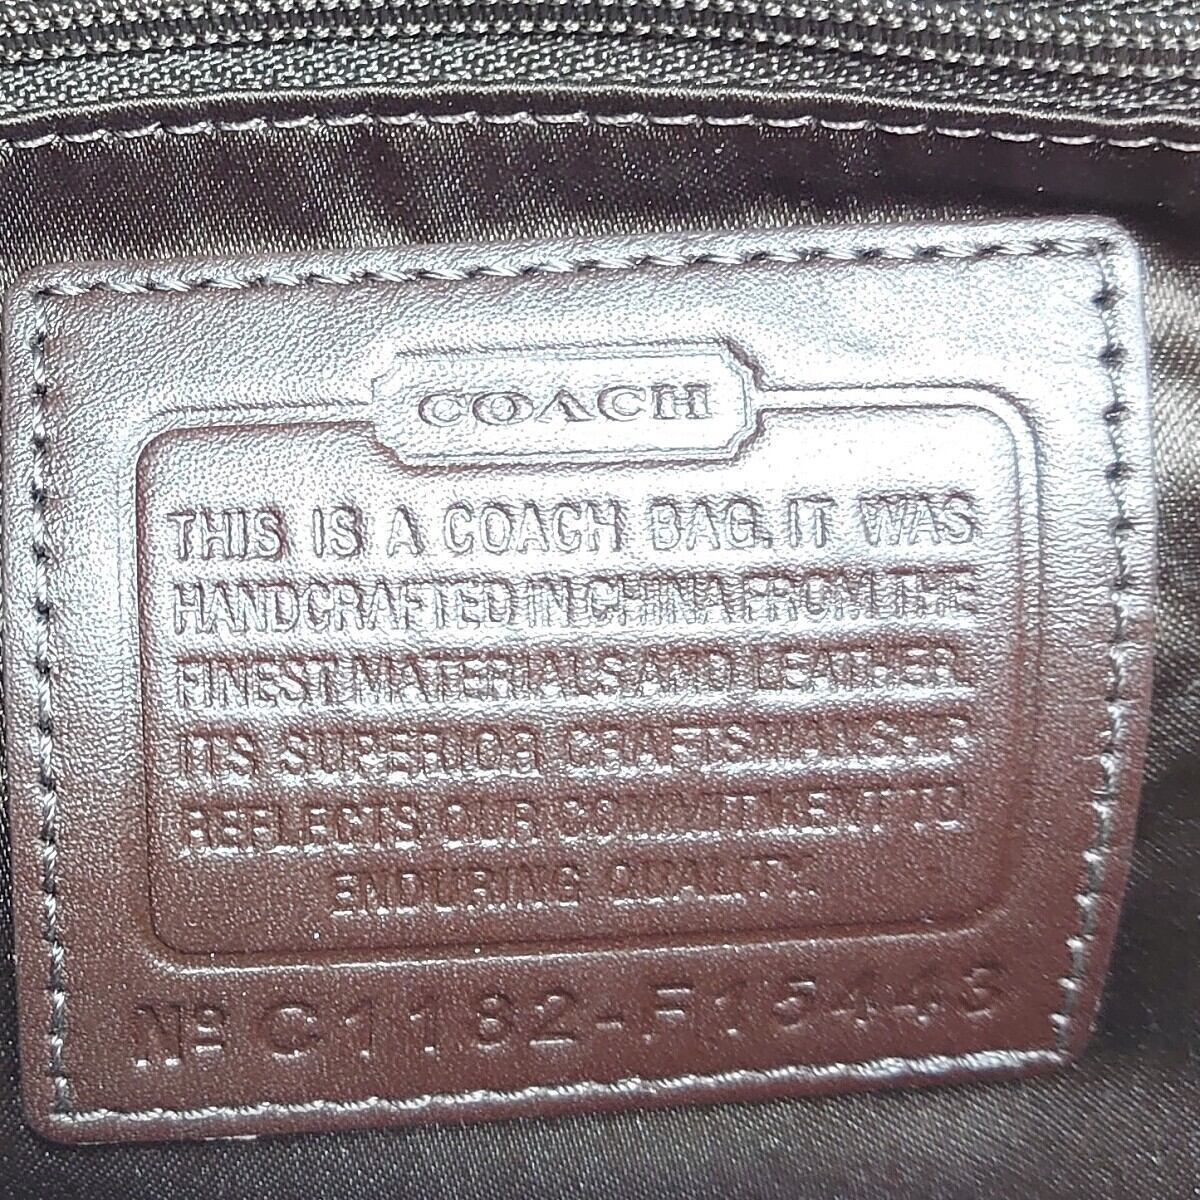 COACH
THIS IS A COACH BAG. IT WAS
HANDCRAFTED IN CHINA FROM THE
FINEST MATERIALS AND LEATHER.
ITS SUPERIOR CRAFTSMANSHIP
REFLECTS OUR COMMITMENT TO
ENDURING QUALITY.
Nº C1182-F15443